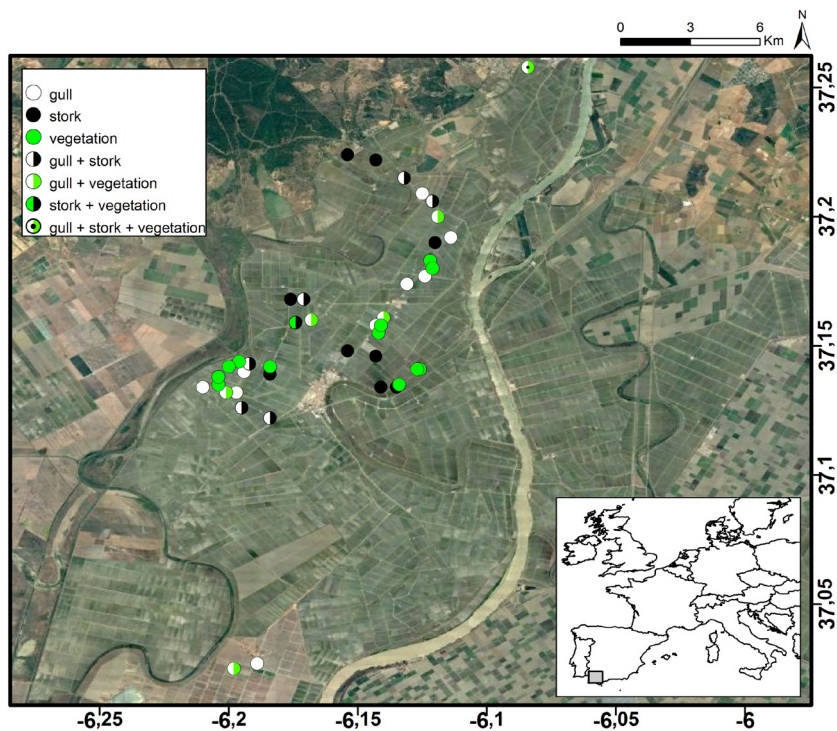 N
0 3 6 Km
gull
stork
vegetation
gull + stork
gull + vegetation
stork + vegetation
gull + stork + vegetation
37,25
37,2
37,15
37,1
37,05
-6,25 -6,2 -6,15 -6,1 -6,05 -6